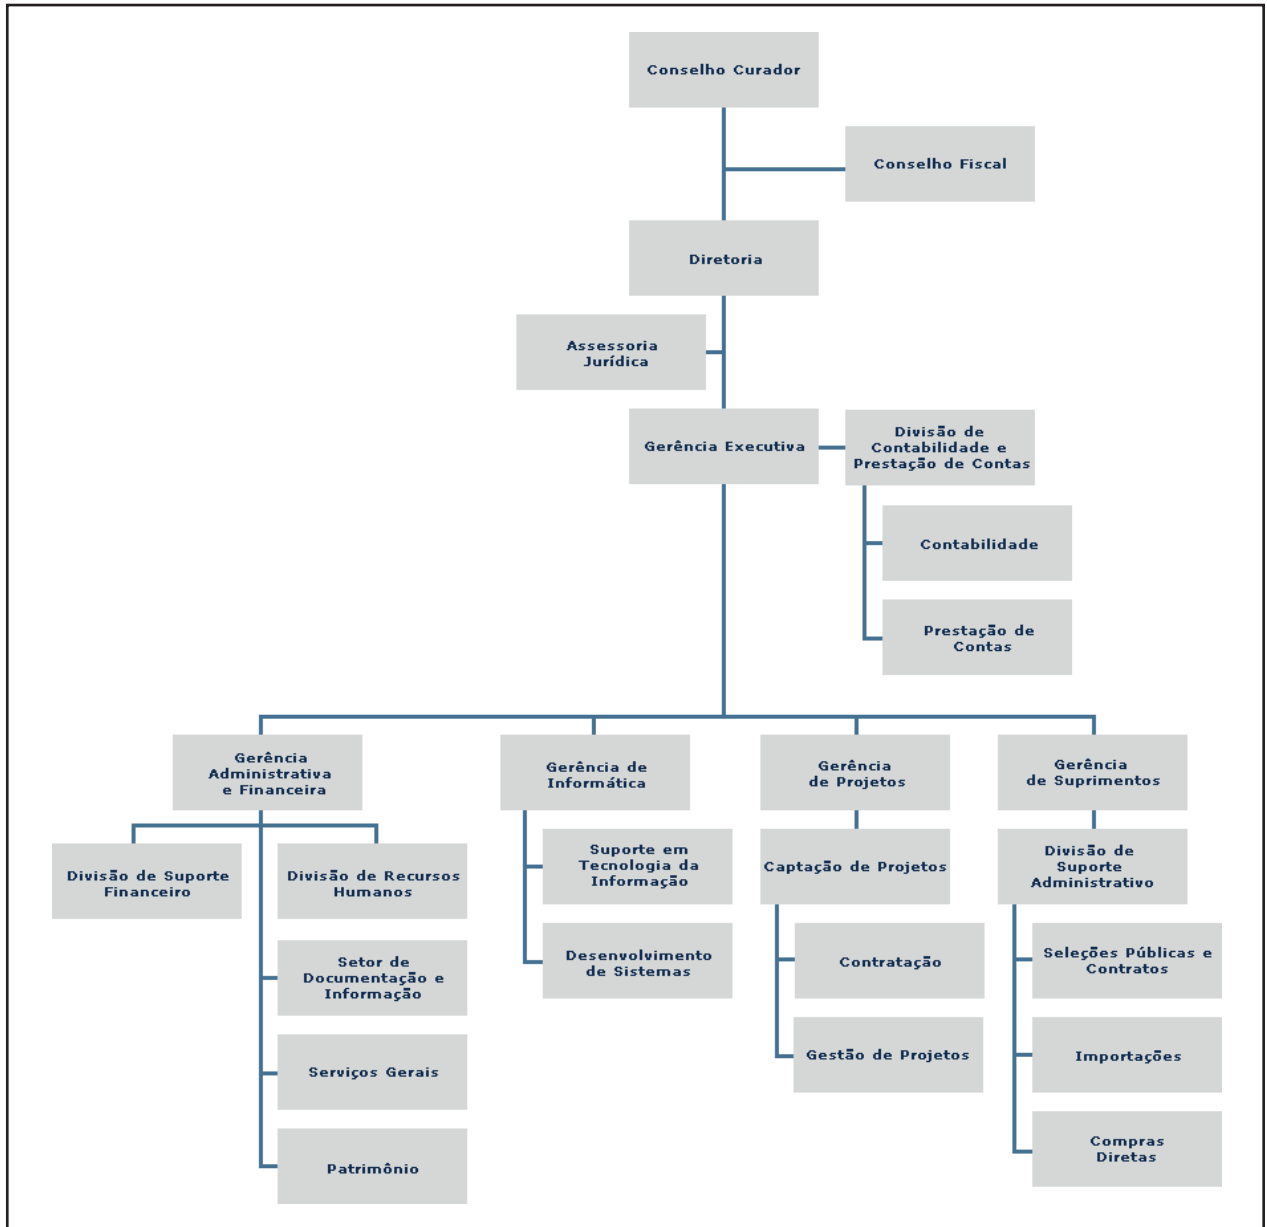 Conselho Curador
Conselho Fiscal
Diretoria
Assessoria
Jurídica
Gerência Executiva
Divisão de
Contabilidade e
Prestação de Contas
Contabilidade
Prestação de
Contas
Gerência
Administrativa
e Financeira
Gerência de
Informática
Gerência
de Projetos
Gerência
de Suprimentos
Divisão de Suporte
Financeiro
Divisão de Recursos
Humanos
Setor de
Documentação e
Informação
Serviços Gerais
Patrimônio
Suporte em
Tecnologia da
Informação
Desenvolvimento
de Sistemas
Captação de Projetos
Contratação
Gestão de Projetos
Divisão de
Suporte
Administrativo
Seleções Públicas e
Contratos
Importações
Compras
Diretas